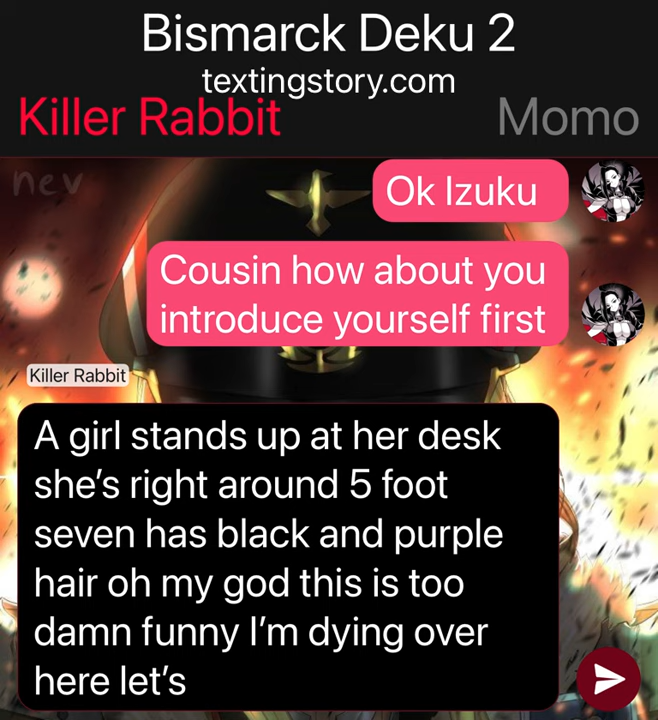 Bismarck Deku 2
textingstory.com
Killer Rabbit
Momo
nev
Ok Izuku
Cousin how about you
introduce yourself first
Killer Rabbit
A girl stands up at her desk
she's right around 5 foot
seven has black and purple
hair oh my god this is too
damn funny I'm dying over
here let's